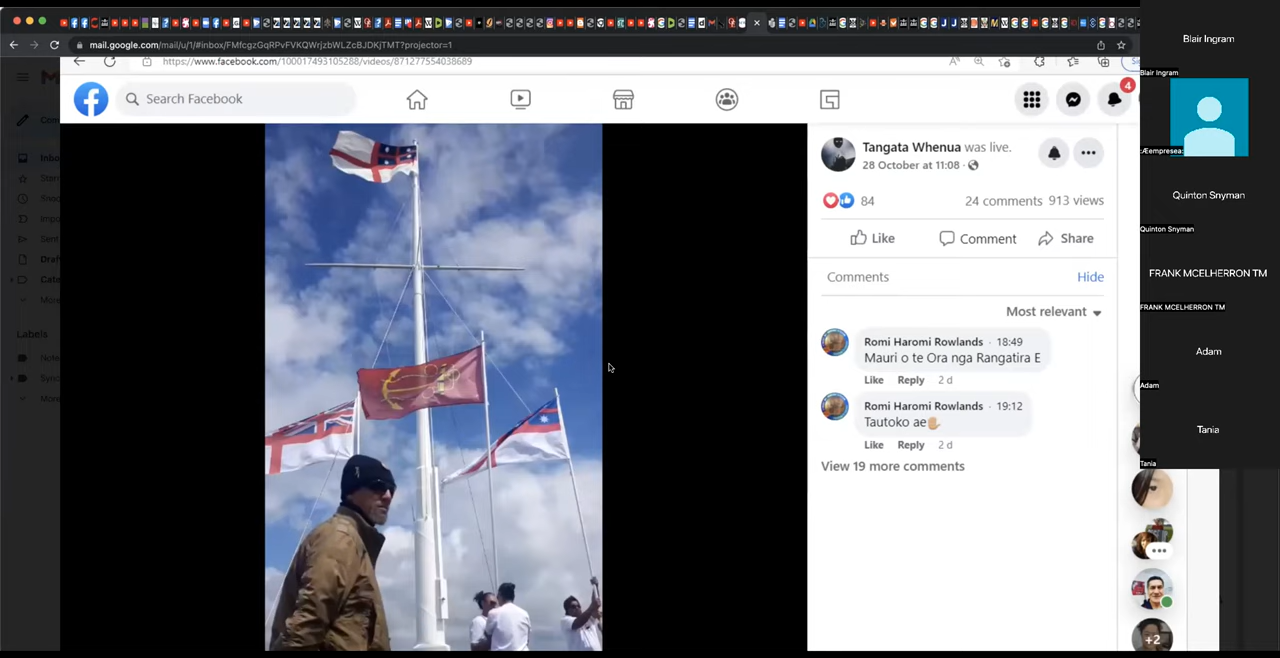 mail.google.com/mail/u/1/#inbox/FMfcgzGqRPvFVKQWrjzbWLZcBJDKjTMT?projector=1
https://www.facebook.com/100017493105288/videos/871277554038689
Search Facebook
4
Tangata Whenua was live.
28 October at 11:08
84
24 comments 913 views
Like
Comment
Share
Comments
Hide
Most relevant
Romi Haromi Rowlands · 18:49
Mauri o te Ora nga Rangatira E
Like Reply 2 d
Romi Haromi Rowlands · 19:12
Tautoko ae
Like Reply 2 d
View 19 more comments
+2
Labels
Blair Ingram
Blair Ingram
Quinton Snyman
Quinton Snyman
FRANK MCELHERRON TM
FRANK MCELHERRON TM
Adam
Adam
Tania
Tania